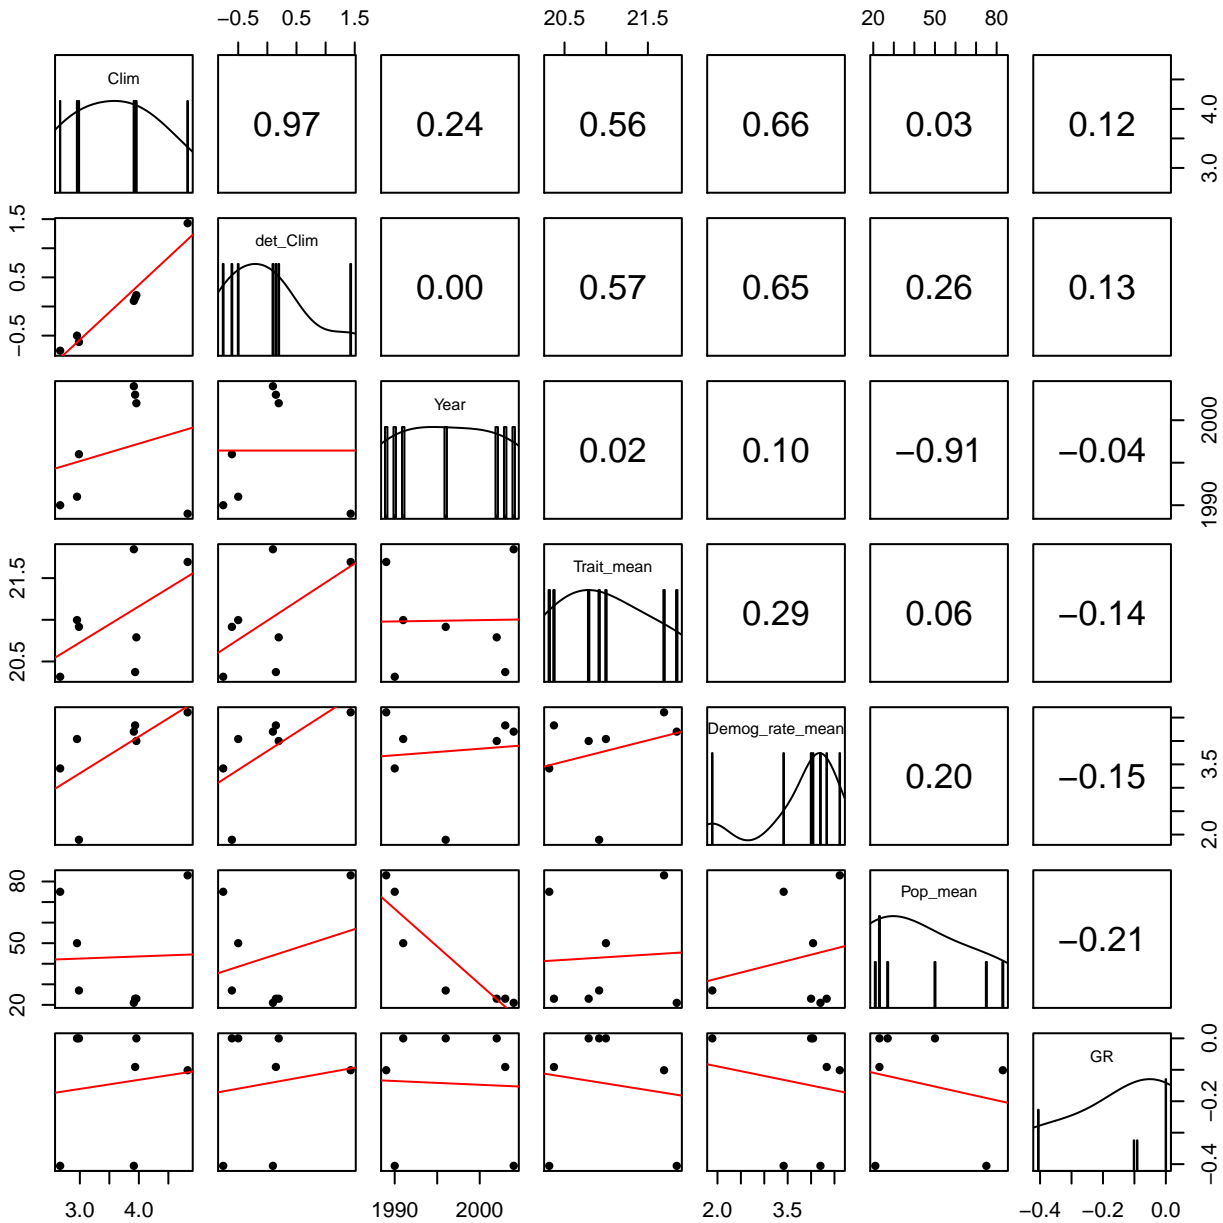 −0.5 0.5 1.5 20.5 21.5 20 50 80
Clim 0.97 0.24 0.56 0.66 0.03 0.12 3.0 4.0
−0.5 0.5 1.5 det_Clim 0.00 0.57 0.65 0.26 0.13
Year 0.02 0.10 −0.91 −0.04 1990 2000
20.5 21.5 Trait_mean 0.29 0.06 −0.14
Demog_rate_mean 0.20 −0.15 2.0 3.5
20 50 80 Pop_mean −0.21
GR −0.4 −0.2 0.0
3.0 4.0 1990 2000 2.0 3.5 −0.4 −0.2 0.0